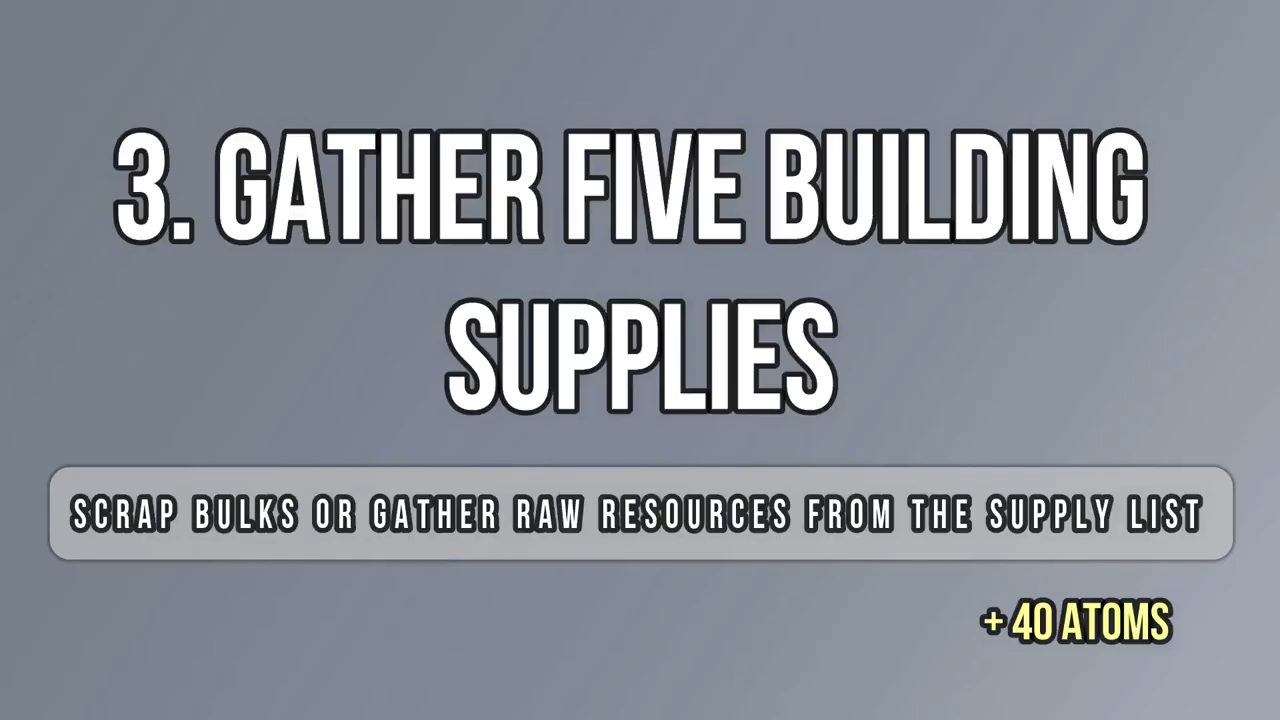 3. GATHER FIVE BUILDING
SUPPLIES
SCRAP BULKS OR GATHER RAW RESOURCES FROM THE SUPPLY LIST
+ 40 ATOMS